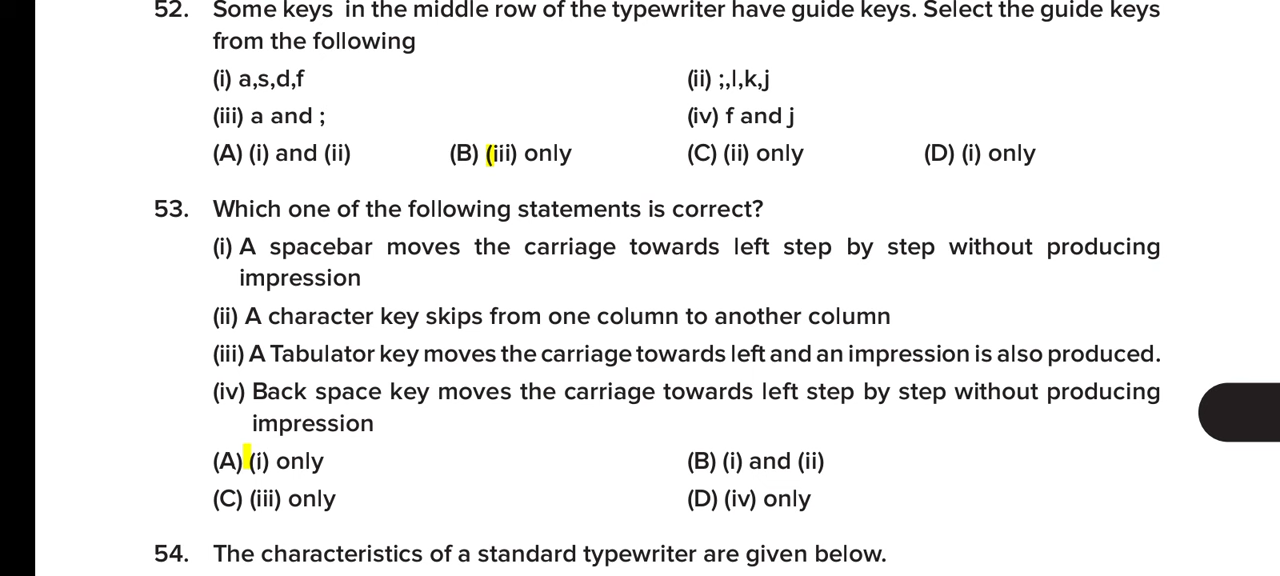 52. Some keys in the middle row of the typewriter have guide keys. Select the guide keys
from the following
(i) a,s,d,f (ii) ;,l,k,j
(iii) a and ; (iv) f and j
(A) (i) and (ii) (B) (iii) only (C) (ii) only (D) (i) only
53. Which one of the following statements is correct?
(i) A spacebar moves the carriage towards left step by step without producing
impression
(ii) A character key skips from one column to another column
(iii) A Tabulator key moves the carriage towards left and an impression is also produced.
(iv) Back space key moves the carriage towards left step by step without producing
impression
(A) (i) only (B) (i) and (ii)
(C) (iii) only (D) (iv) only
54. The characteristics of a standard typewriter are given below.